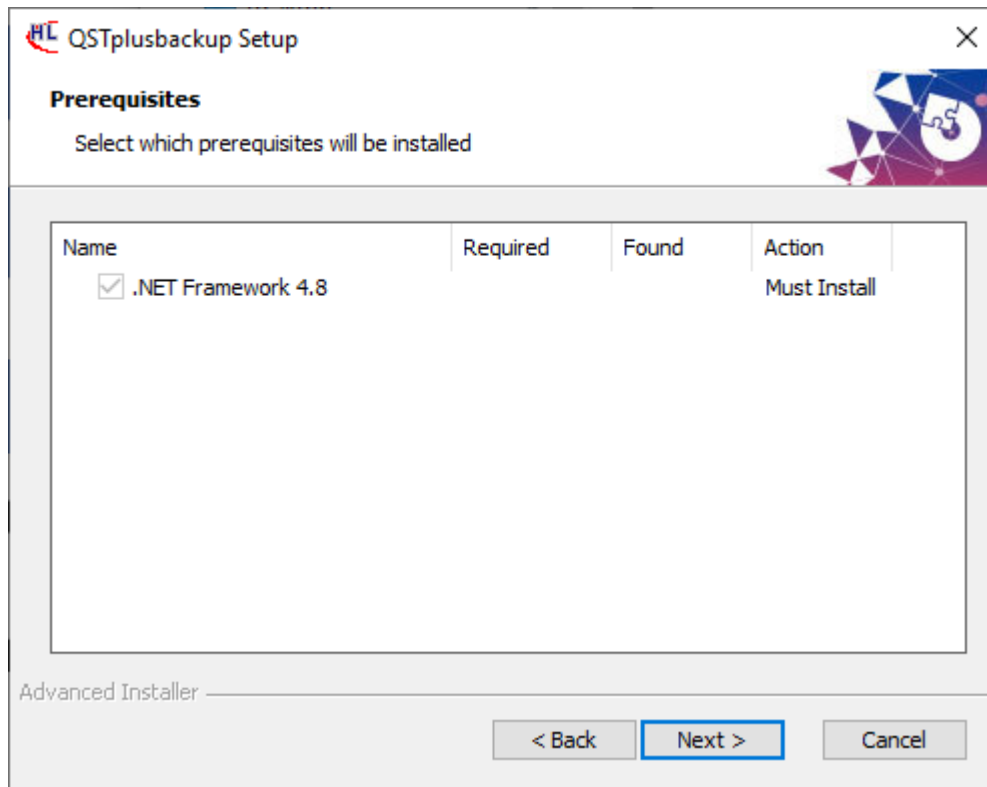 HL
QSTplusbackup Setup
Prerequisites
Select which prerequisites will be installed
Name Required Found Action
.NET Framework 4.8 Must Install
Advanced Installer
< Back Next > Cancel